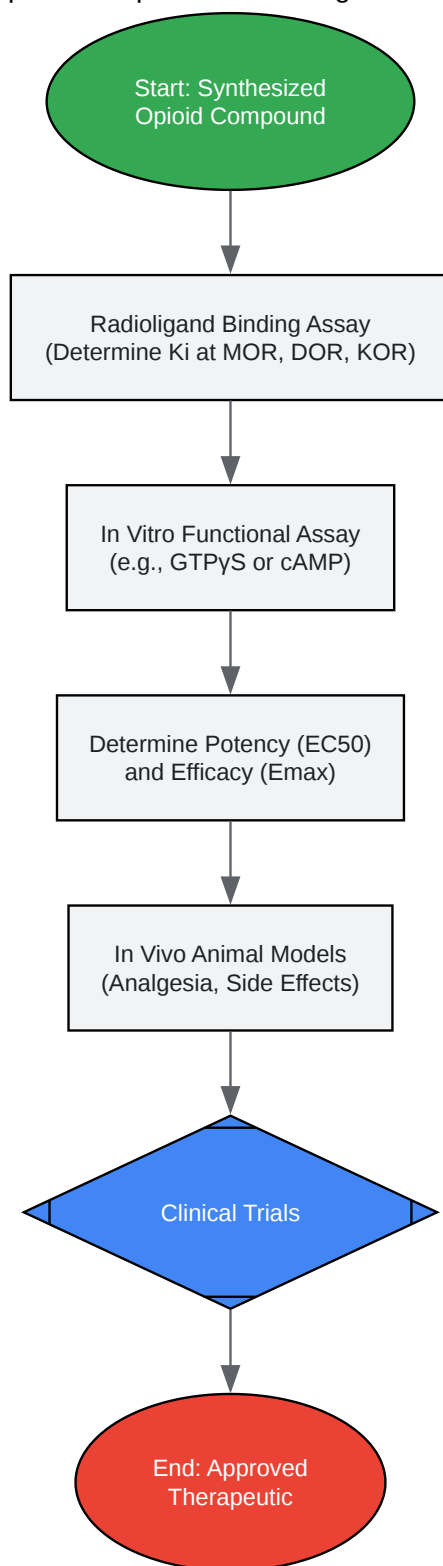 Start: Synthesized
Opioid Compound
Radioligand Binding Assay
(Determine Ki at MOR, DOR, KOR)
In Vitro Functional Assay
(e.g., GTPγS or cAMP)
Determine Potency (EC50)
and Efficacy (Emax)
In Vivo Animal Models
(Analgesia, Side Effects)
Clinical Trials
End: Approved
Therapeutic